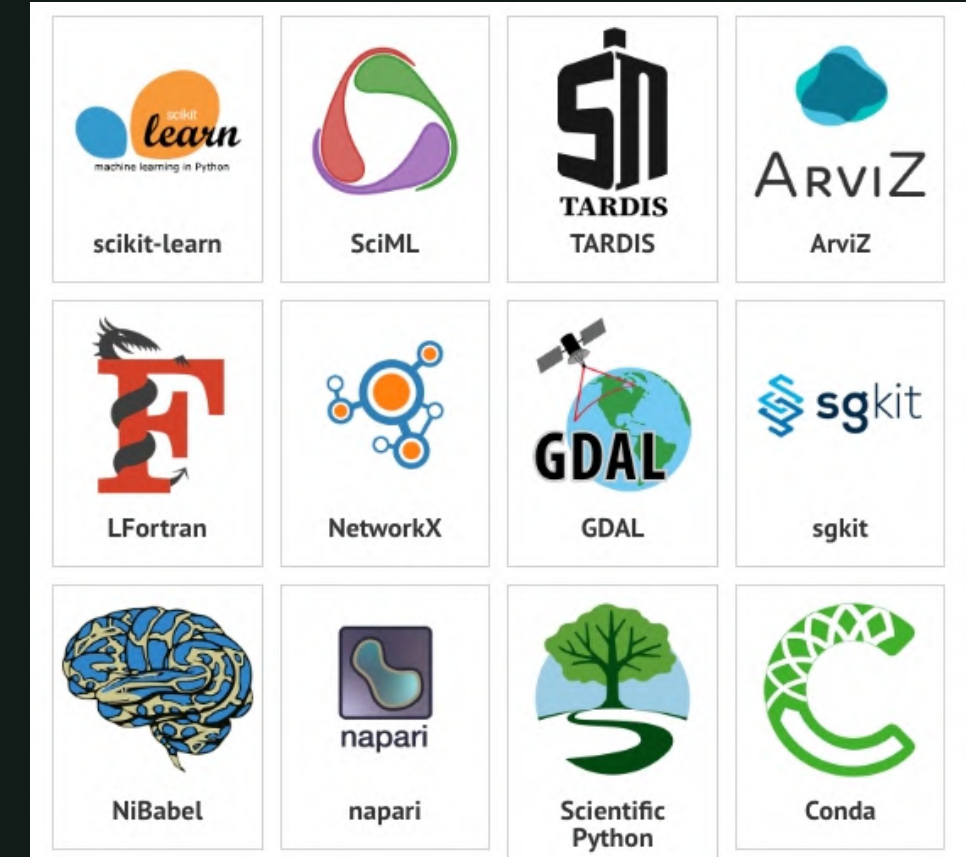 scikit
learn
machine learning in Python
scikit-learn
SciML
SN
TARDIS
TARDIS
ARVIZ
ArviZ
F
LFortran
NetworkX
GDAL
GDAL
sgkit
sgkit
NiBabel
napari
napari
Scientific
Python
C
Conda